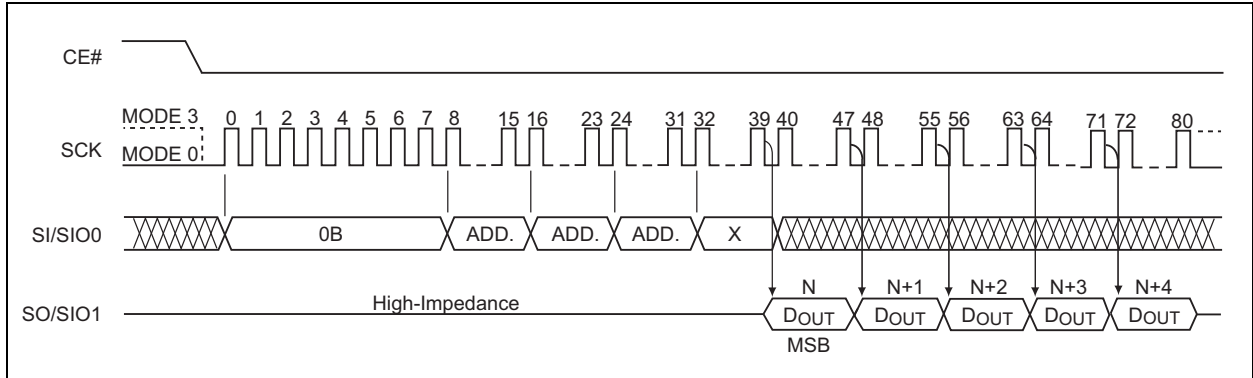 CE#
MODE 3 0 1 2 3 4 5 6 7 8 15 16 23 24 31 32 39 40 47 48 55 56 63 64 71 72 80
SCK
MODE 0
SI/SIO0 0B ADD. ADD. ADD. X
N N+1 N+2 N+3 N+4
High-Impedance
SO/SIO1 DOUT DOUT DOUT DOUT DOUT
MSB